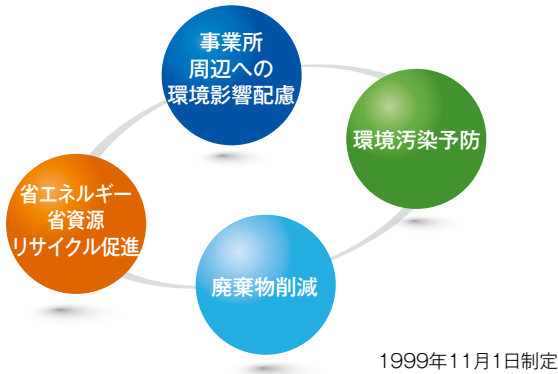 事業所
周辺への
環境影響配慮
環境汚染予防
省エネルギー
省資源
リサイクル促進
廃棄物削減
1999年11月1日制定